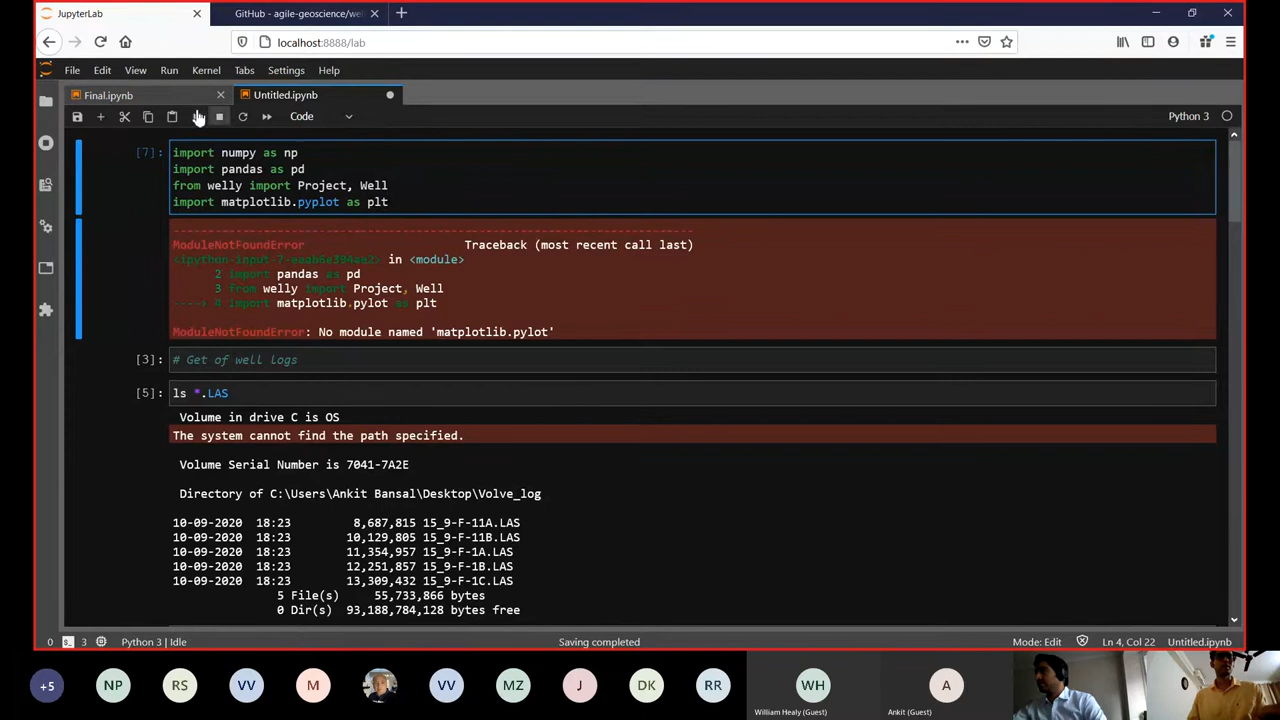 JupyterLab
GitHub - agile-geoscience/wel
localhost:8888/lab
File Edit View Run Kernel Tabs Settings Help
Final.ipynb
Untitled.ipynb
Code
Python 3
[7]:
import numpy as np
import pandas as pd
from welly import Project, Well
import matplotlib.pyplot as plt
ModuleNotFoundError Traceback (most recent call last)
<ipython-input-7-eadb6e394ae2> in <module>
2 import pandas as pd
3 from welly import Project, Well
----> 4 import matplotlib.pylot as plt
ModuleNotFoundError: No module named 'matplotlib.pylot'
[3]: # Get of well logs
[5]: ls *.LAS
Volume in drive C is OS
The system cannot find the path specified.
Volume Serial Number is 7041-7A2E
Directory of C:\Users\Ankit Bansal\Desktop\Volve_log
10-09-2020 18:23 8,687,815 15_9-F-11A.LAS
10-09-2020 18:23 10,129,805 15_9-F-11B.LAS
10-09-2020 18:23 11,354,957 15_9-F-1A.LAS
10-09-2020 18:23 12,251,857 15_9-F-1B.LAS
10-09-2020 18:23 13,309,432 15_9-F-1C.LAS
5 File(s) 55,733,866 bytes
0 Dir(s) 93,188,784,128 bytes free
0 3 Python 3 | Idle Saving completed Mode: Edit Ln 4, Col 22 Untitled.ipynb
+5 NP RS VV M VV MZ J DK RR WH A
William Healy (Guest) Ankit (Guest)